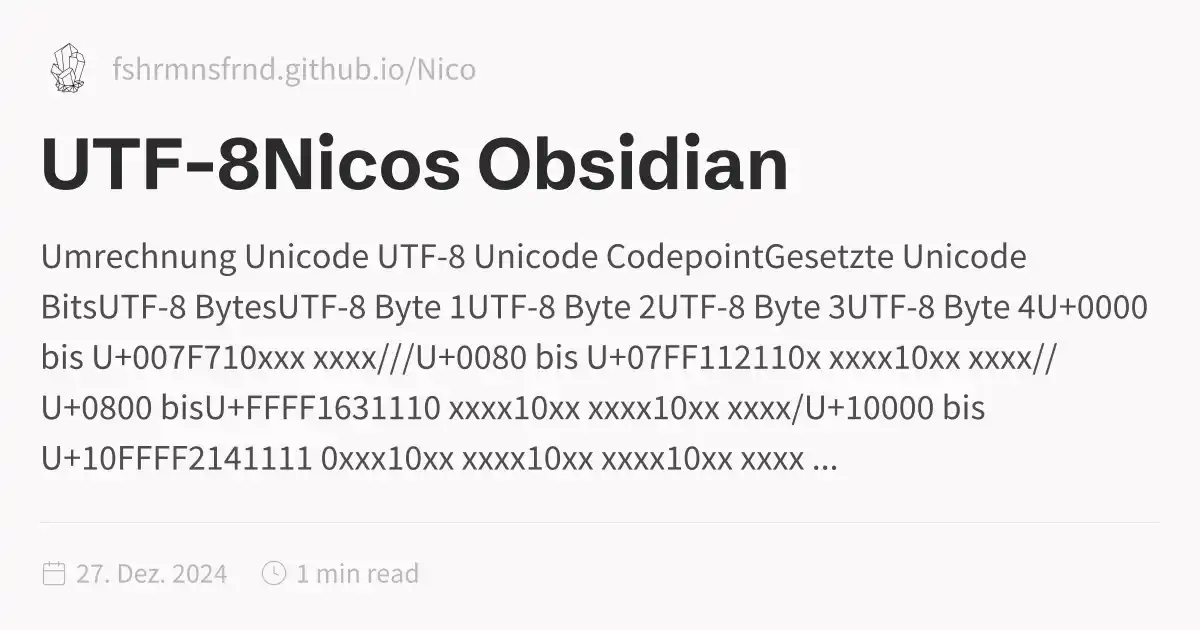 fshrmnsfrnd.github.io/Nico
UTF-8Nicos Obsidian
Umrechnung Unicode UTF-8 Unicode CodepointGesetzte Unicode
BitsUTF-8 BytesUTF-8 Byte 1UTF-8 Byte 2UTF-8 Byte 3UTF-8 Byte 4U+0000
bis U+007F710xxx xxxx///U+0080 bis U+07FF112110x xxxx10xx xxxx//
U+0800 bisU+FFFF1631110 xxxx10xx xxxx10xx xxxx/U+10000 bis
U+10FFFF2141111 0xxx10xx xxxx10xx xxxx10xx xxxx ...
27. Dez. 2024 1 min read